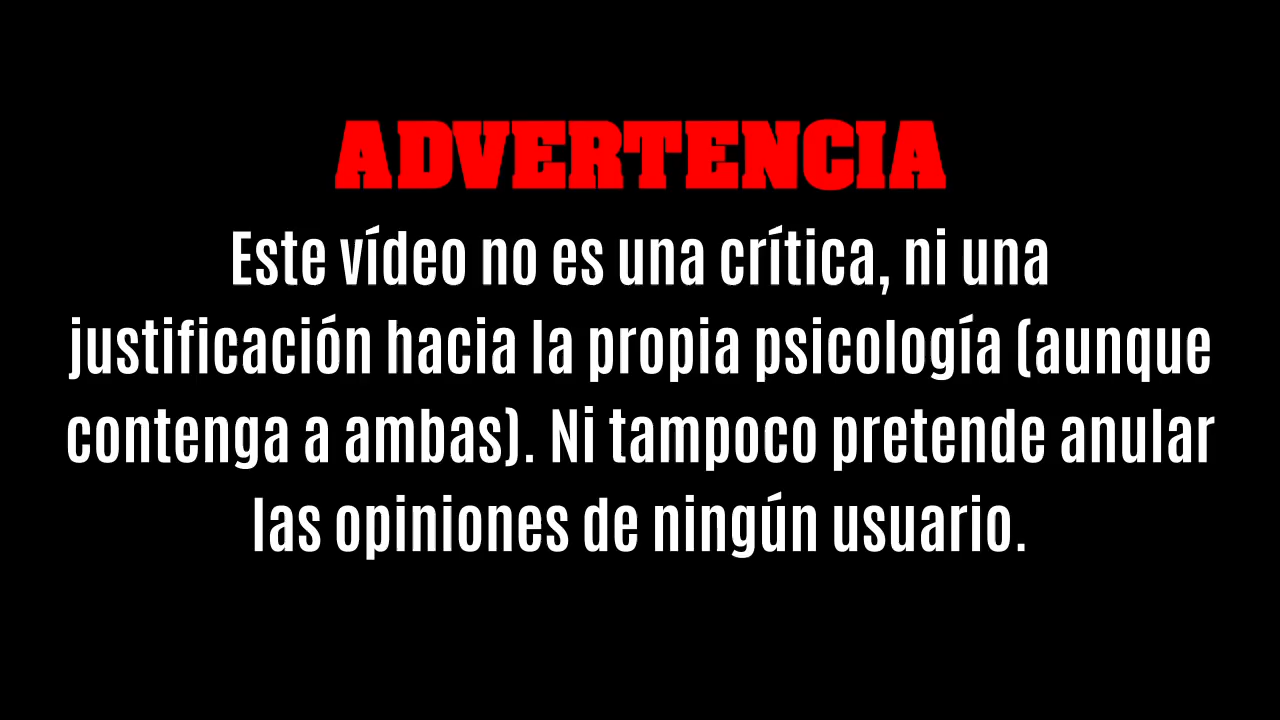 ADVERTENCIA
Este vídeo no es una crítica, ni una
justificación hacia la propia psicología (aunque
contenga a ambas). Ni tampoco pretende anular
las opiniones de ningún usuario.